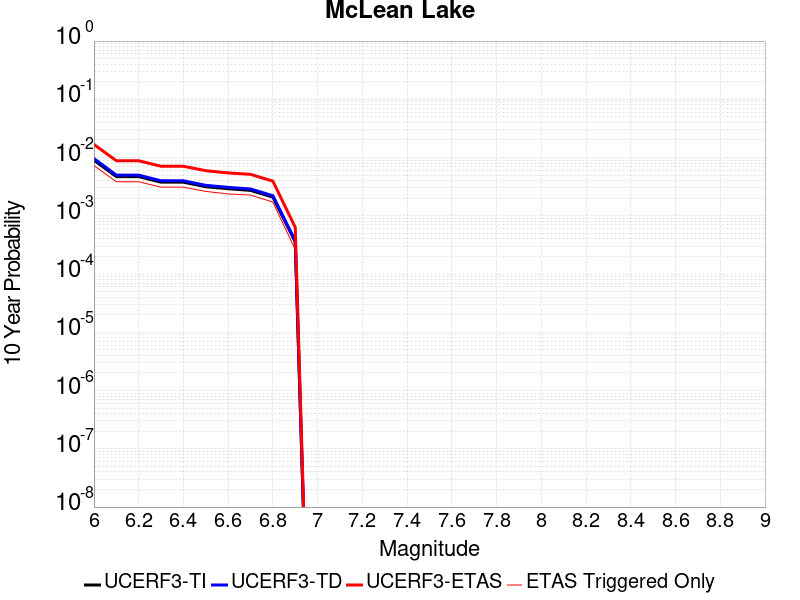 McLean Lake
10 0
10 -1
10 -2
10 -3
10 -4
10 -5
10 -6
10 -7
10 -8
10 Year Probability
6 6.2 6.4 6.6 6.8 7 7.2 7.4 7.6 7.8 8 8.2 8.4 8.6 8.8 9
Magnitude
UCERF3-TI UCERF3-TD UCERF3-ETAS ETAS Triggered Only